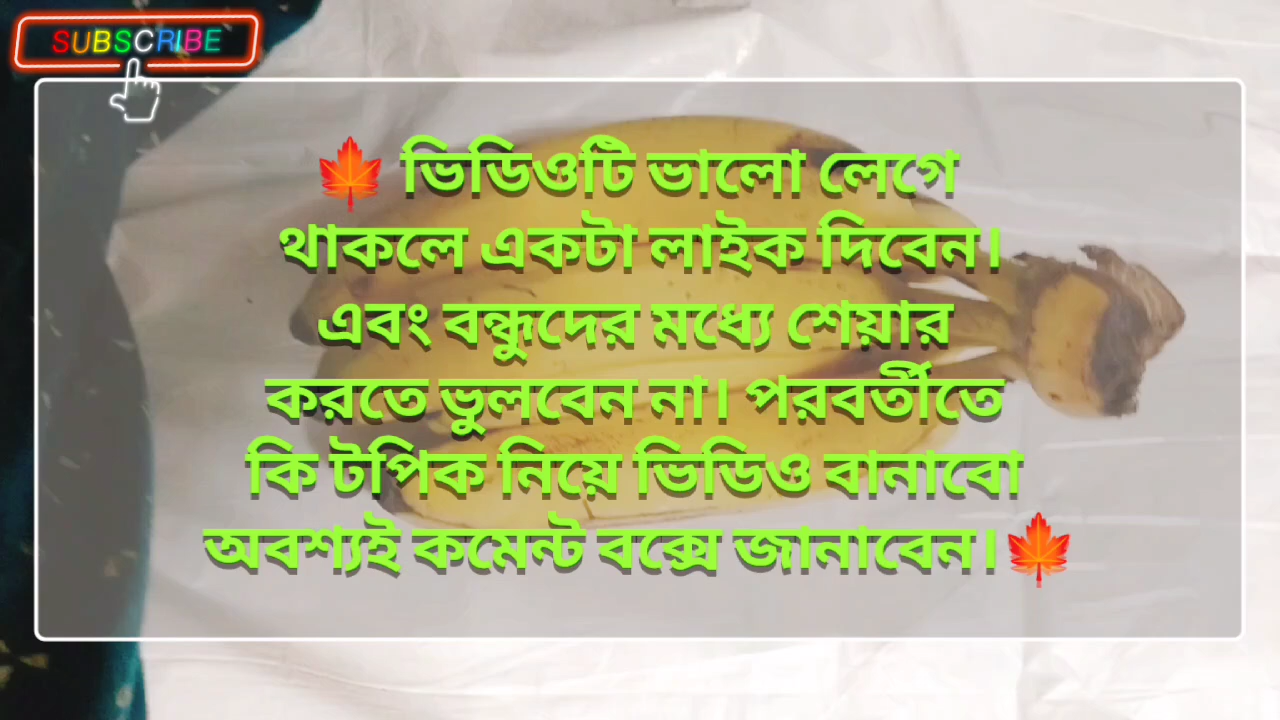 SUBSCRIBE
🍁 ভিডিওটি ভালো লেগে
থাকলে একটা লাইক দিবেন।
এবং বন্ধুদের মধ্যে শেয়ার
করতে ভুলবেন না। পরবর্তীতে
কি টপিক নিয়ে ভিডিও বানাবো
অবশ্যই কমেন্ট বক্সে জানাবেন।🍁